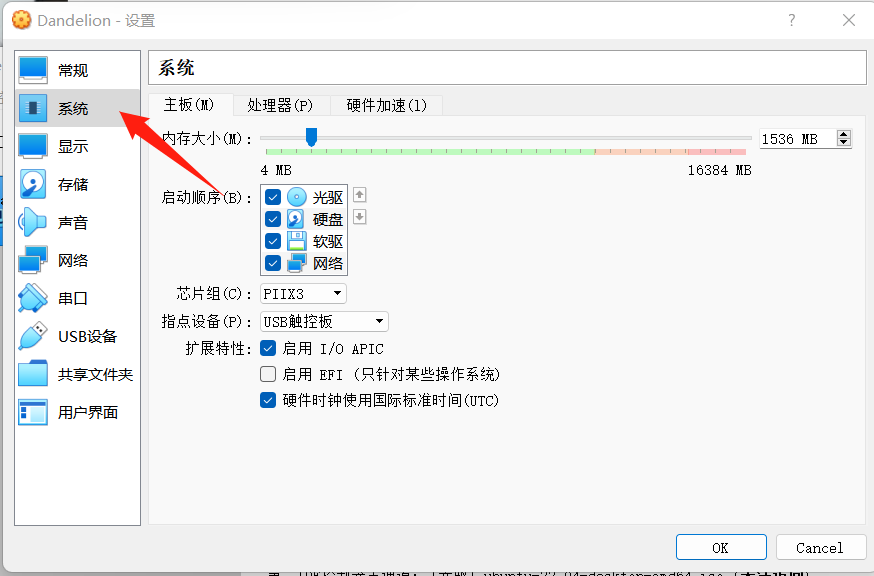 Dandelion - 设置
?
常规
系统
显示
存储
声音
网络
串口
USB设备
共享文件夹
用户界面
系统
主板(M) 处理器(P) 硬件加速(l)
内存大小(M): 1536 MB
4 MB 16384 MB
启动顺序(B): 光驱
硬盘
软驱
网络
芯片组(C): PIIX3
指点设备(P): USB触控板
扩展特性: 启用 I/O APIC
启用 EFI (只针对某些操作系统)
硬件时钟使用国际标准时间(UTC)
OK Cancel